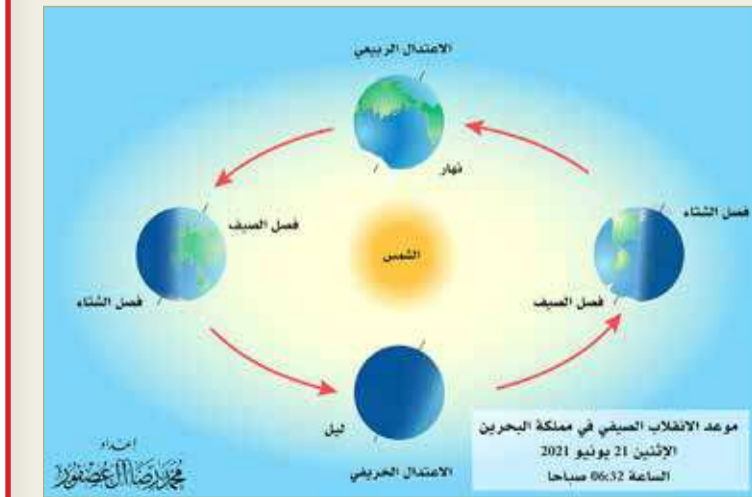 الاعتدال الربيعي
نهار
فصل الشتاء
فصل الصيف
الشمس
فصل الصيف
فصل الشتاء
ليل
الاعتدال الخريفي
موعد الانقلاب الصيفي في مملكة البحرين
الإثنين 21 يونيو 2021
الساعة 06:32 صباحا
إعداد
محمد رضا آل عصفور